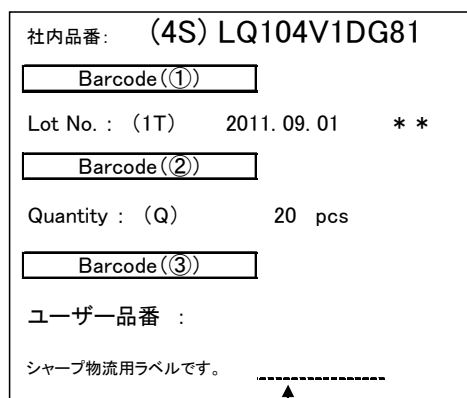 社内品番: (4S) LQ104V1DG81
Barcode(①)
Lot No. : (1T) 2011. 09. 01 * *
Barcode(②)
Quantity : (Q) 20 pcs
Barcode(③)
ユーザー品番 :
シャープ物流用ラベルです。